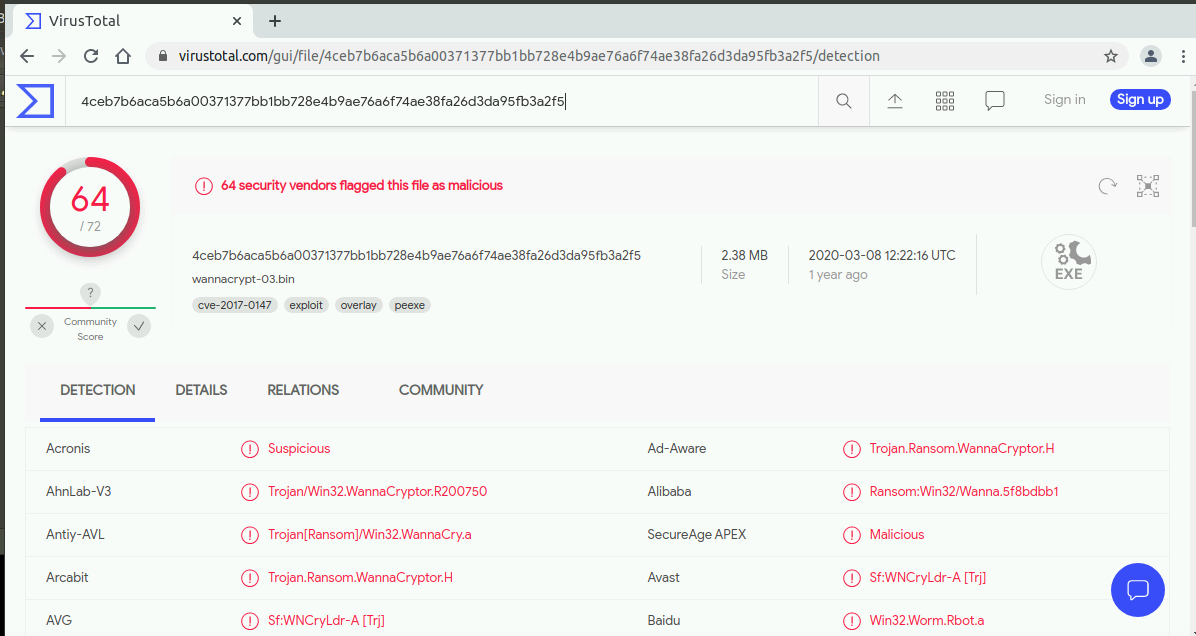 VirusTotal
virustotal.com/gui/file/4ceb7b6aca5b6a00371377bb1bb728e4b9ae76a6f74ae38fa26d3da95fb3a2f5/detection
4ceb7b6aca5b6a00371377bb1bb728e4b9ae76a6f74ae38fa26d3da95fb3a2f5
Sign in
Sign up
64
/ 72
64 security vendors flagged this file as malicious
4ceb7b6aca5b6a00371377bb1bb728e4b9ae76a6f74ae38fa26d3da95fb3a2f5
wannacrypt-03.bin
cve-2017-0147 exploit overlay peexe
2.38 MB
Size
2020-03-08 12:22:16 UTC
1 year ago
EXE
?
Community
Score
DETECTION DETAILS RELATIONS COMMUNITY
Acronis Suspicious Ad-Aware Trojan.Ransom.WannaCryptor.H
AhnLab-V3 Trojan/Win32.WannaCryptor.R200750 Alibaba Ransom:Win32/Wanna.5f8bdbb1
Antiy-AVL Trojan[Ransom]/Win32.WannaCry.a SecureAge APEX Malicious
Arcabit Trojan.Ransom.WannaCryptor.H Avast Sf:WNCryLdr-A [Trj]
AVG Sf:WNCryLdr-A [Trj] Baidu Win32.Worm.Rbot.a